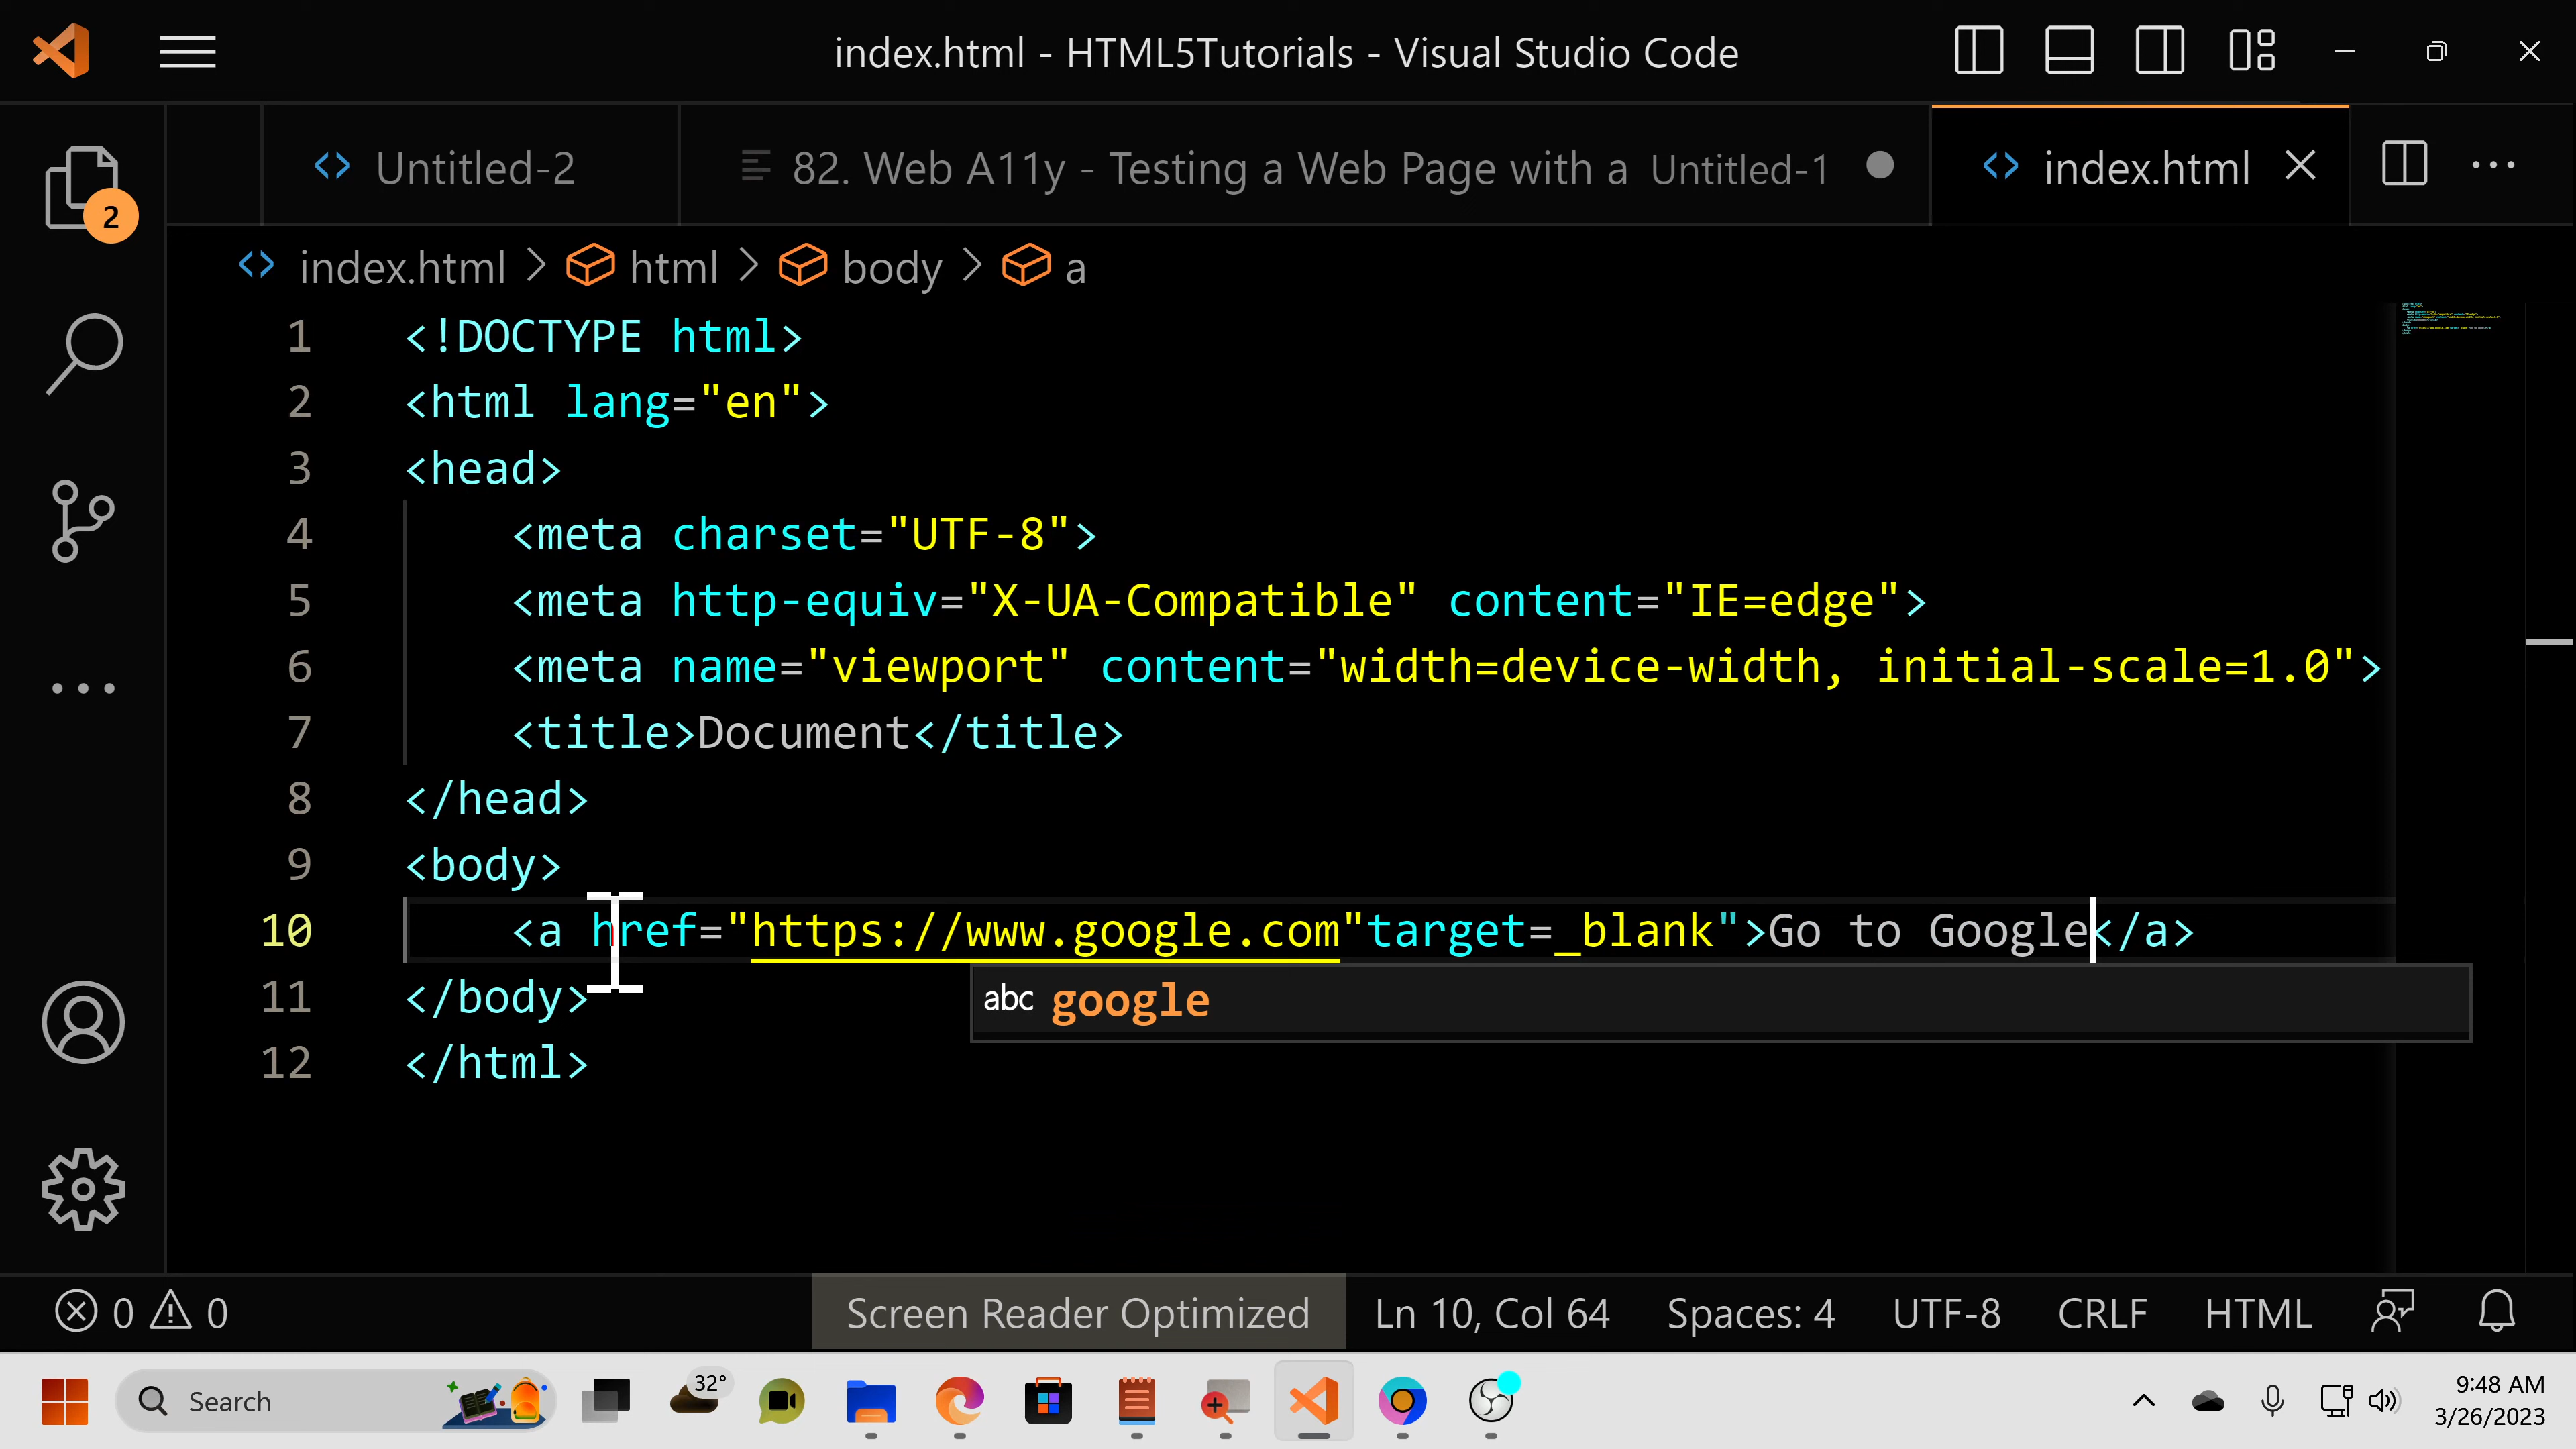 index.html - HTML5Tutorials - Visual Studio Code
Untitled-2
82. Web A11y - Testing a Web Page with a Untitled-1
index.html
2
index.html > html > body > a
1 <!DOCTYPE html>
2 <html lang="en">
3 <head>
4 <meta charset="UTF-8">
5 <meta http-equiv="X-UA-Compatible" content="IE=edge">
6 <meta name="viewport" content="width=device-width, initial-scale=1.0">
7 <title>Document</title>
8 </head>
9 <body>
10 <a href="https://www.google.com"target=_blank">Go to Google</a>
abc google
11 </body>
12 </html>
0 0
Screen Reader Optimized
Ln 10, Col 64
Spaces: 4
UTF-8
CRLF
HTML
Search
32°
9:48 AM
3/26/2023